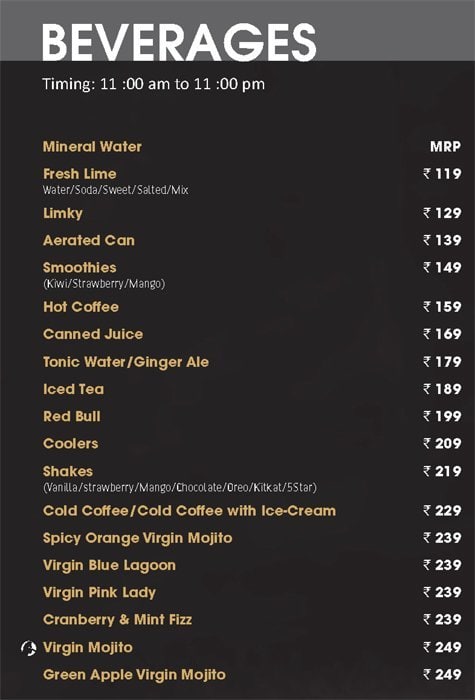 BEVERAGES
Timing: 11 :00 am to 11 :00 pm
Mineral Water MRP
Fresh Lime ₹ 119
Water/Soda/Sweet/Salted/Mix
Limky ₹ 129
Aerated Can ₹ 139
Smoothies ₹ 149
(Kiwi/Strawberry/Mango)
Hot Coffee ₹ 159
Canned Juice ₹ 169
Tonic Water/Ginger Ale ₹ 179
Iced Tea ₹ 189
Red Bull ₹ 199
Coolers ₹ 209
Shakes ₹ 219
(Vanilla/strawberry/Mango/Chocolate/Oreo/Kitkat/5Star)
Cold Coffee/Cold Coffee with Ice-Cream ₹ 229
Spicy Orange Virgin Mojito ₹ 239
Virgin Blue Lagoon ₹ 239
Virgin Pink Lady ₹ 239
Cranberry & Mint Fizz ₹ 239
Virgin Mojito ₹ 249
Green Apple Virgin Mojito ₹ 249